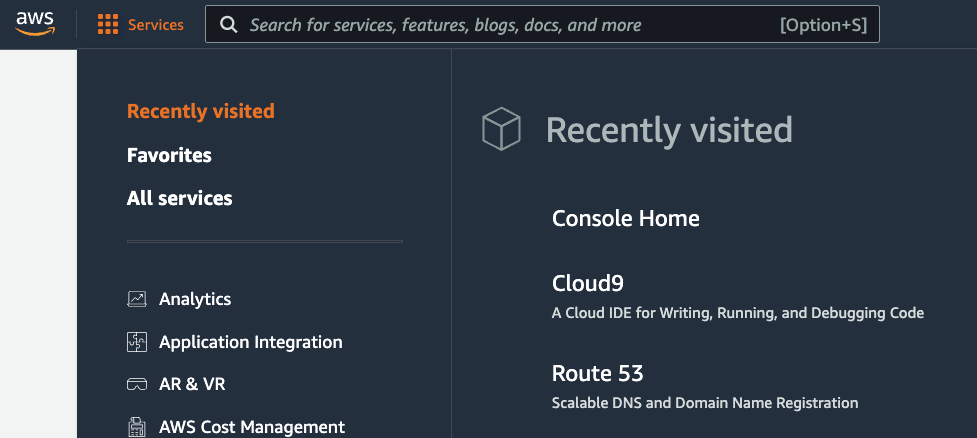 aws
Services
Search for services, features, blogs, docs, and more
[Option+S]
Recently visited
Favorites
All services
Analytics
Application Integration
AR & VR
AWS Cost Management
Recently visited
Console Home
Cloud9
A Cloud IDE for Writing, Running, and Debugging Code
Route 53
Scalable DNS and Domain Name Registration